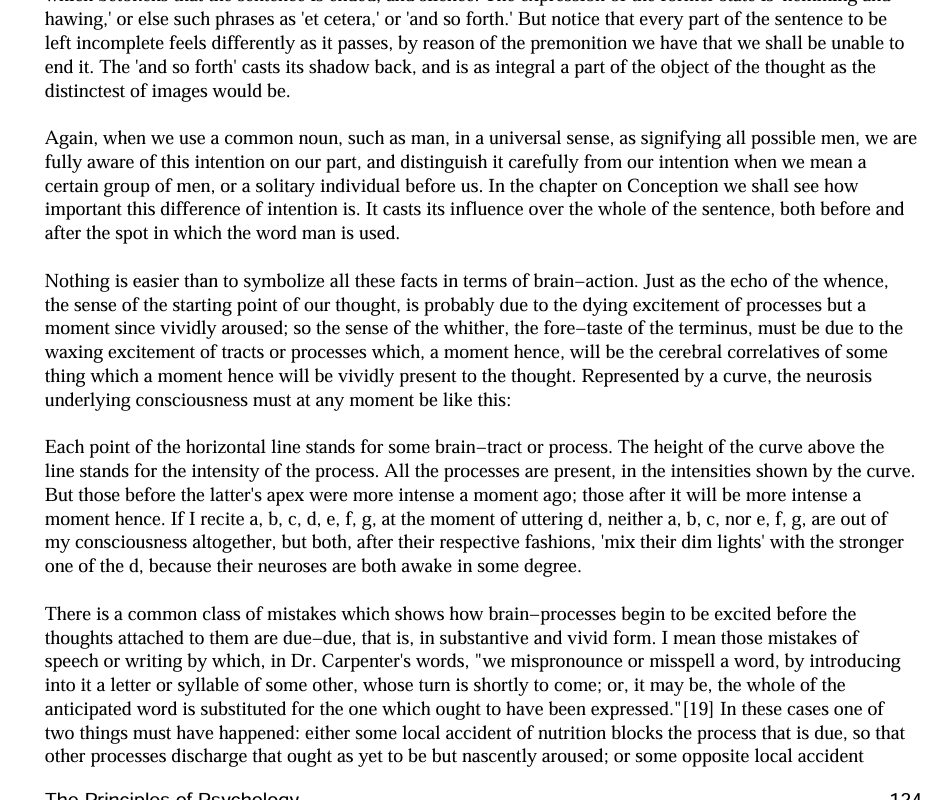 hawing,' or else such phrases as 'et cetera,' or 'and so forth.' But notice that every part of the sentence to be
left incomplete feels differently as it passes, by reason of the premonition we have that we shall be unable to
end it. The 'and so forth' casts its shadow back, and is as integral a part of the object of the thought as the
distinctest of images would be.
Again, when we use a common noun, such as man, in a universal sense, as signifying all possible men, we are
fully aware of this intention on our part, and distinguish it carefully from our intention when we mean a
certain group of men, or a solitary individual before us. In the chapter on Conception we shall see how
important this difference of intention is. It casts its influence over the whole of the sentence, both before and
after the spot in which the word man is used.
Nothing is easier than to symbolize all these facts in terms of brain−action. Just as the echo of the whence,
the sense of the starting point of our thought, is probably due to the dying excitement of processes but a
moment since vividly aroused; so the sense of the whither, the fore−taste of the terminus, must be due to the
waxing excitement of tracts or processes which, a moment hence, will be the cerebral correlatives of some
thing which a moment hence will be vividly present to the thought. Represented by a curve, the neurosis
underlying consciousness must at any moment be like this:
Each point of the horizontal line stands for some brain−tract or process. The height of the curve above the
line stands for the intensity of the process. All the processes are present, in the intensities shown by the curve.
But those before the latter's apex were more intense a moment ago; those after it will be more intense a
moment hence. If I recite a, b, c, d, e, f, g, at the moment of uttering d, neither a, b, c, nor e, f, g, are out of
my consciousness altogether, but both, after their respective fashions, 'mix their dim lights' with the stronger
one of the d, because their neuroses are both awake in some degree.
There is a common class of mistakes which shows how brain−processes begin to be excited before the
thoughts attached to them are due−due, that is, in substantive and vivid form. I mean those mistakes of
speech or writing by which, in Dr. Carpenter's words, "we mispronounce or misspell a word, by introducing
into it a letter or syllable of some other, whose turn is shortly to come; or, it may be, the whole of the
anticipated word is substituted for the one which ought to have been expressed."[19] In these cases one of
two things must have happened: either some local accident of nutrition blocks the process that is due, so that
other processes discharge that ought as yet to be but nascently aroused; or some opposite local accident
The Principles of Psychology 124